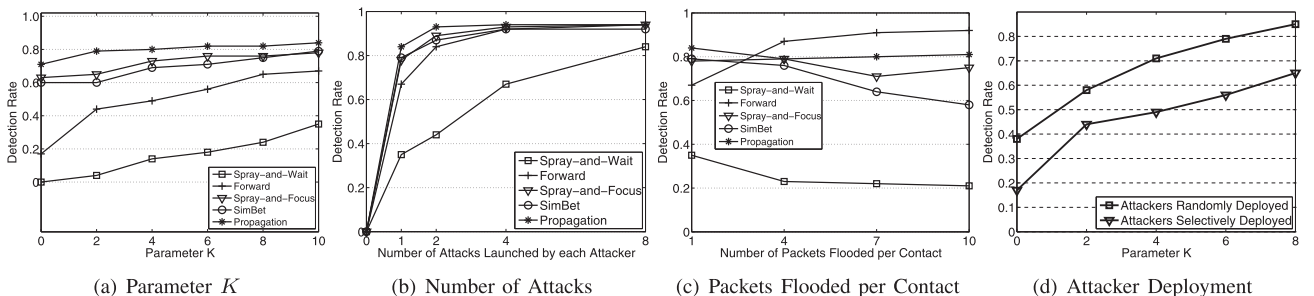 1.0
0.8
0.6
0.4
0.2
0
Detection Rate
0
2
4
6
8
10
Parameter K
Spray-and-Wait
Forward
Spray-and-Focus
SimBet
Propagation
(a) Parameter K
1
0.8
0.6
0.4
0.2
0
Detection Rate
0
1
2
4
8
Number of Attacks Launched by each Attacker
Spray-and-Wait
Forward
Spray-and-Focus
SimBet
Propagation
(b) Number of Attacks
1
0.8
0.6
0.4
0.2
0
Detection Rate
1
4
7
10
Number of Packets Flooded per Contact
Spray-and-Wait
Forward
Spray-and-Focus
SimBet
Propagation
(c) Packets Flooded per Contact
0.8
0.7
0.6
0.5
0.4
0.3
0.2
0.1
0
Detection Rate
0
2
4
6
8
Parameter K
Attackers Randomly Deployed
Attackers Selectively Deployed
(d) Attacker Deployment